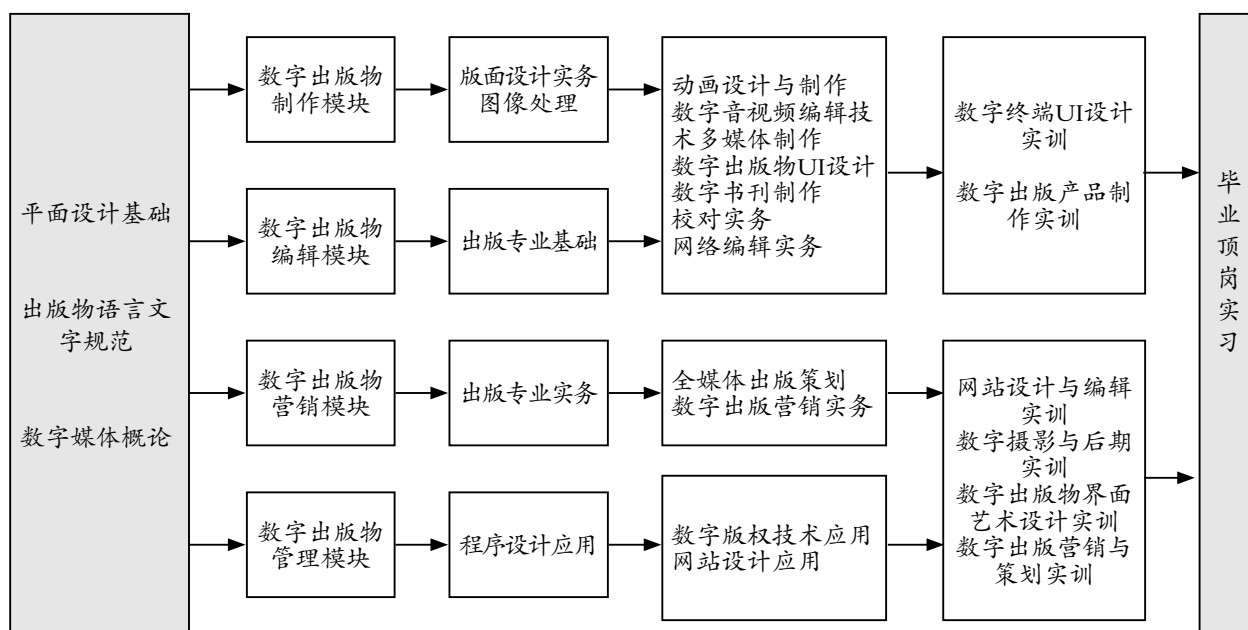 平面设计基础
出版物语言文
字规范
数字媒体概论
数字出版物
制作模块
版面设计实务
图像处理
数字出版物
编辑模块
出版专业基础
动画设计与制作
数字音视频编辑技
术多媒体制作
数字出版物UI设计
数字书刊制作
校对实务
网络编辑实务
数字终端UI设计
实训
数字出版产品制
作实训
数字出版物
营销模块
出版专业实务
全媒体出版策划
数字出版营销实务
数字出版物
管理模块
程序设计应用
数字版权技术应用
网站设计应用
网站设计与编辑
实训
数字摄影与后期
实训
数字出版物界面
艺术设计实训
数字出版营销与
策划实训
毕
业
顶
岗
实
习